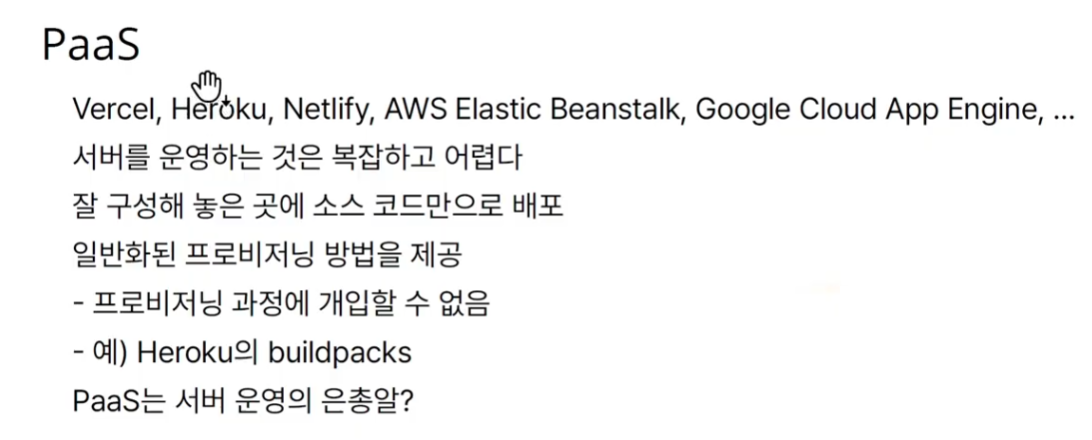 PaaS
Vercel, Heroku, Netlify, AWS Elastic Beanstalk, Google Cloud App Engine, ...
서버를 운영하는 것은 복잡하고 어렵다
잘 구성해 놓은 곳에 소스 코드만으로 배포
일반화된 프로비저닝 방법을 제공
- 프로비저닝 과정에 개입할 수 없음
- 예) Heroku의 buildpacks
PaaS는 서버 운영의 은총알?